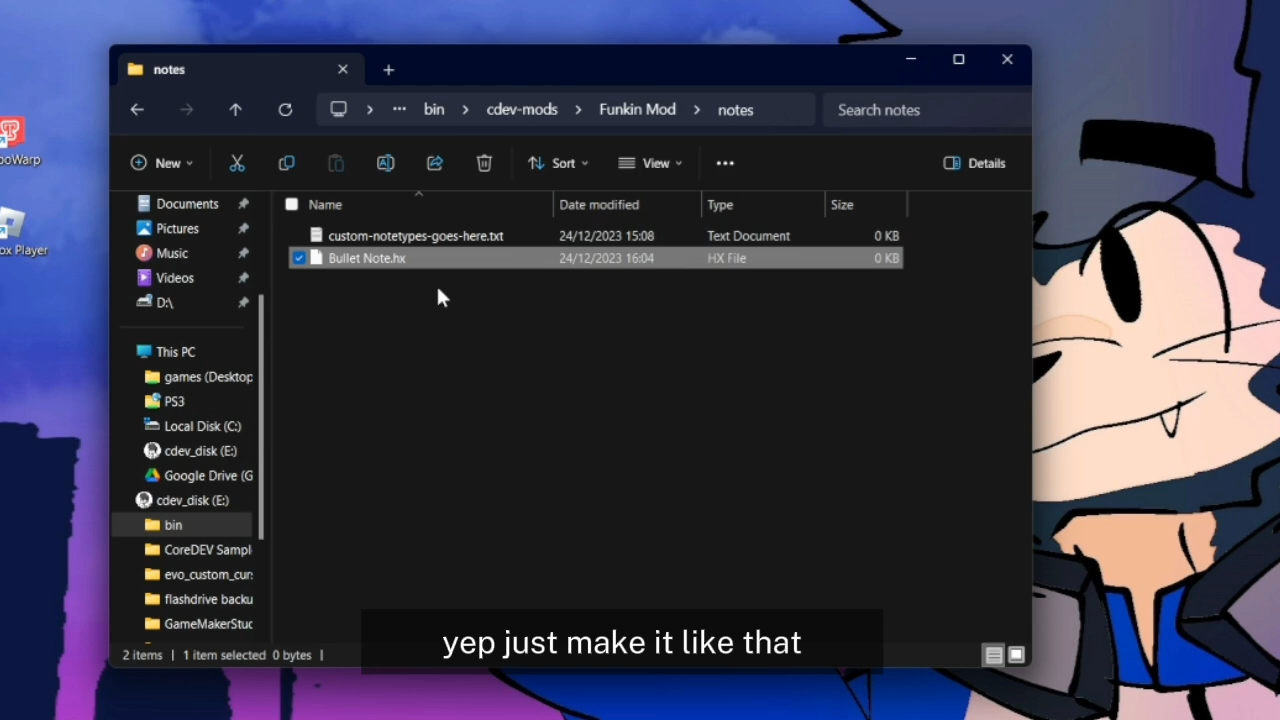 notes
bin
cdev-mods
Funkin Mod
notes
Search notes
New
Sort
View
Details
Name
Date modified
Type
Size
custom-notetypes-goes-here.txt
24/12/2023 15:08
Text Document
0 KB
Bullet Note.hx
24/12/2023 16:04
HX File
0 KB
Documents
Pictures
Music
Videos
D:\
This PC
games (Desktop
PS3
Local Disk (C:)
cdev_disk (E:)
Google Drive (G
cdev_disk (E:)
bin
CoreDEV Sampl
evo_custom_cur
flashdrive backu
GameMakerStuc
2 items | 1 item selected 0 bytes |
yep just make it like that
oWarp
ox Player